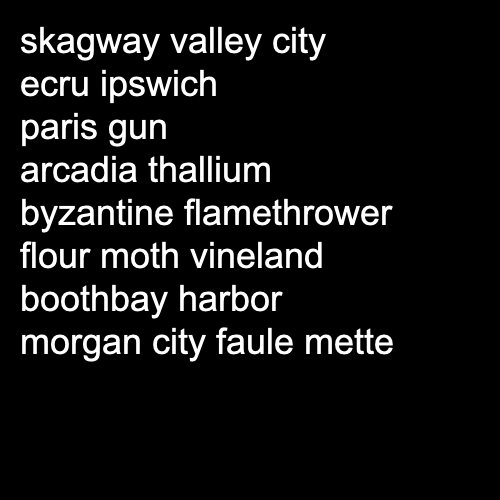 skagway valley city
ecru ipswich
paris gun
arcadia thallium
byzantine flamethrower
flour moth vineland
boothbay harbor
morgan city faule mette